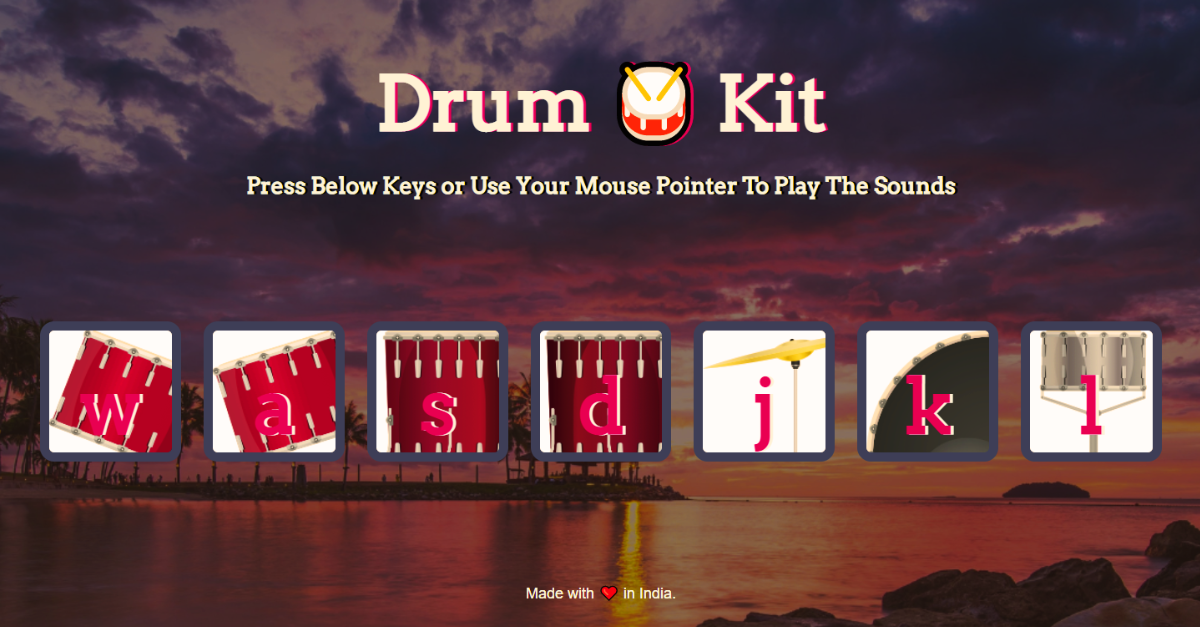 Drum 🥁 Kit
Press Below Keys or Use Your Mouse Pointer To Play The Sounds
w a s d j k l
Made with ❤️ in India.